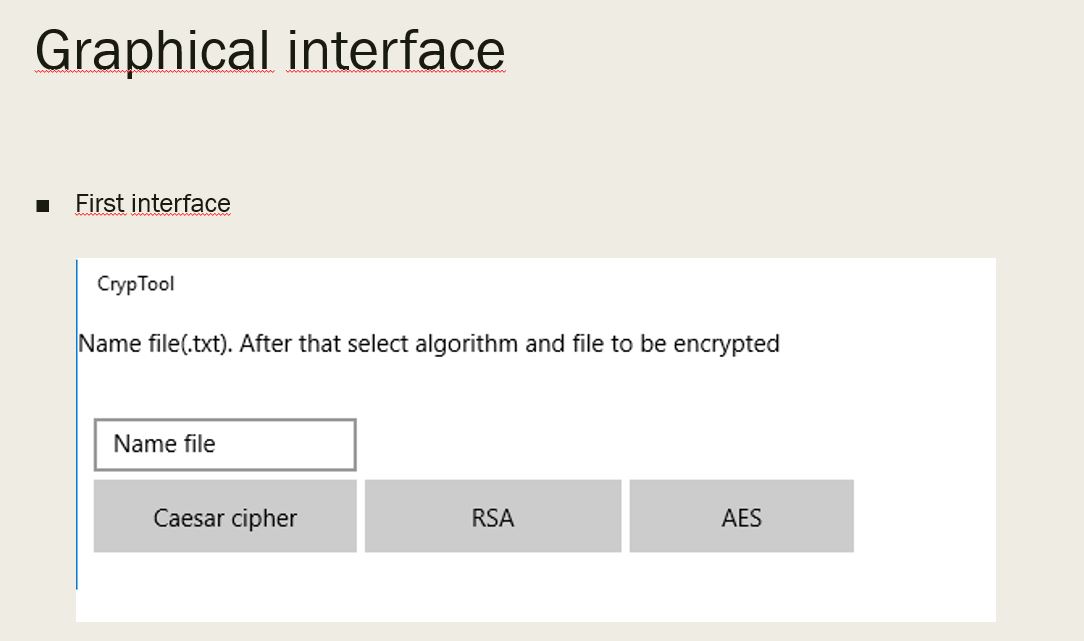 Graphical interface
First interface
CrypTool
Name file(.txt). After that select algorithm and file to be encrypted
Name file
Caesar cipher RSA AES